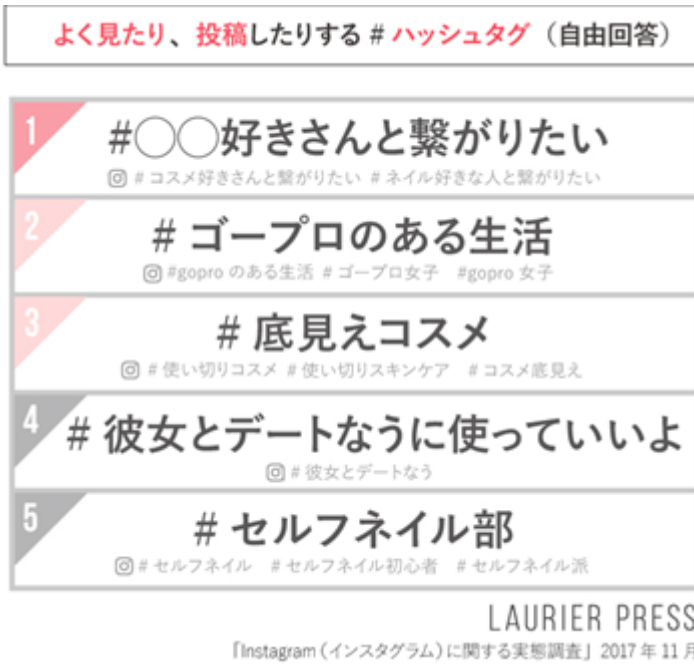 よく見たり、投稿したりする # ハッシュタグ（自由回答）
1
#◯◯好きさんと繋がりたい
# コスメ好きさんと繋がりたい # ネイル好きな人と繋がりたい
2
# ゴープロのある生活
#gopro のある生活 # ゴープロ女子 #gopro 女子
3
# 底見えコスメ
# 使い切りコスメ # 使い切りスキンケア # コスメ底見え
4
# 彼女とデートなうに使っていいよ
# 彼女とデートなう
5
# セルフネイル部
# セルフネイル # セルフネイル初心者 # セルフネイル派
LAURIER PRESS
「Instagram（インスタグラム）に関する実態調査」2017 年 11 月